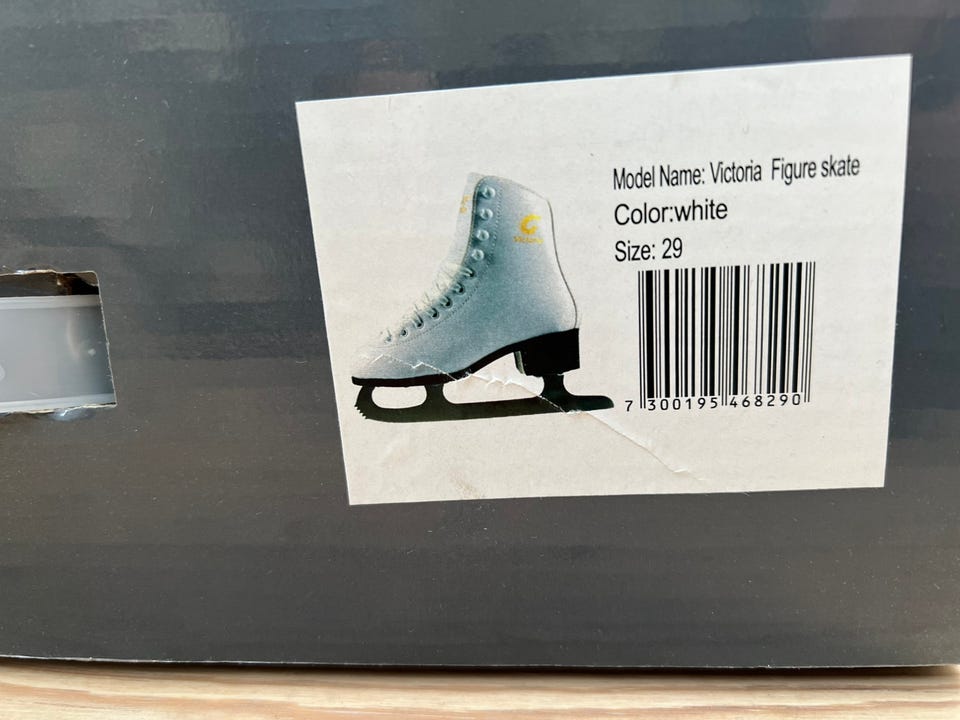 Model Name: Victoria Figure skate
Color:white
Size: 29
7 300195 468290